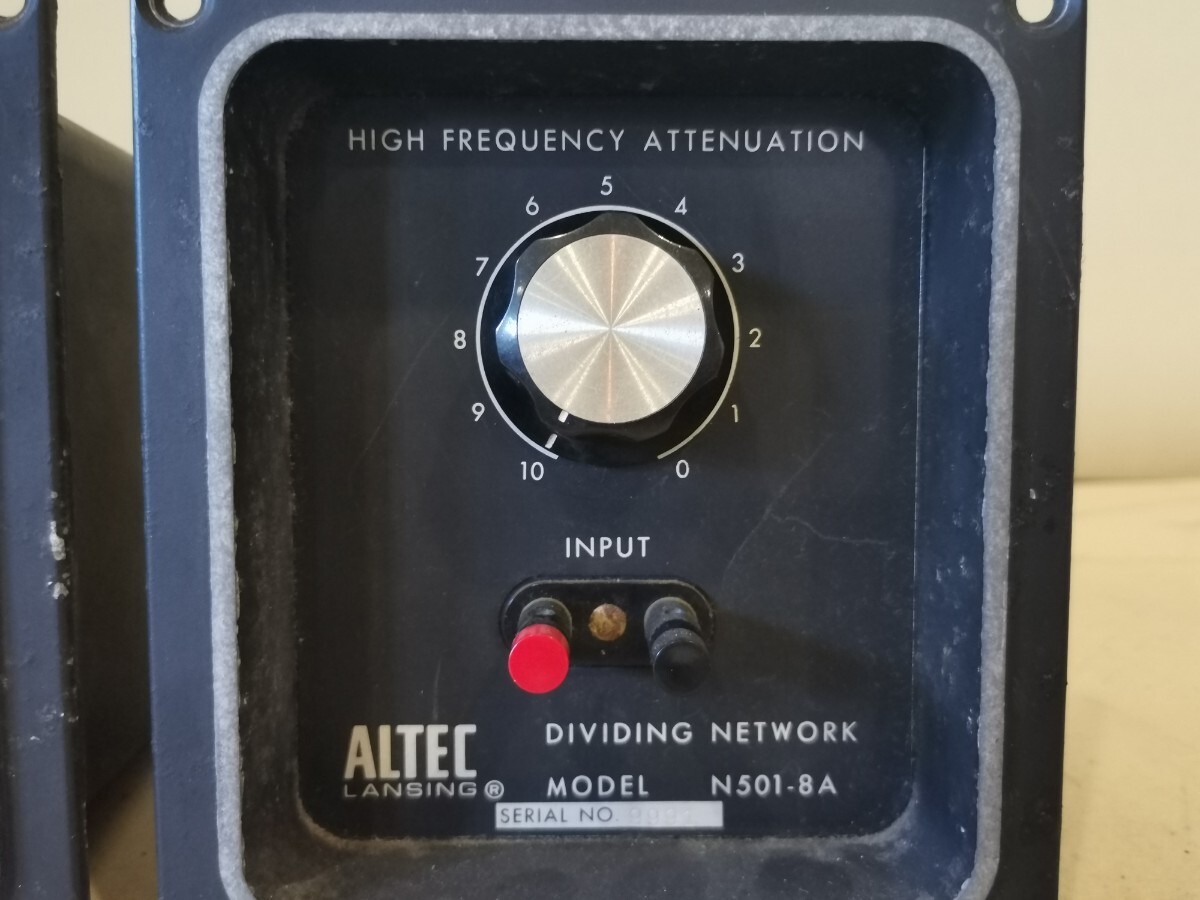 HIGH FREQUENCY ATTENUATION
5
6 4
7 3
8 2
9 1
10 0
INPUT
ALTEC
LANSING®
DIVIDING NETWORK
MODEL N501-8A
SERIAL NO.